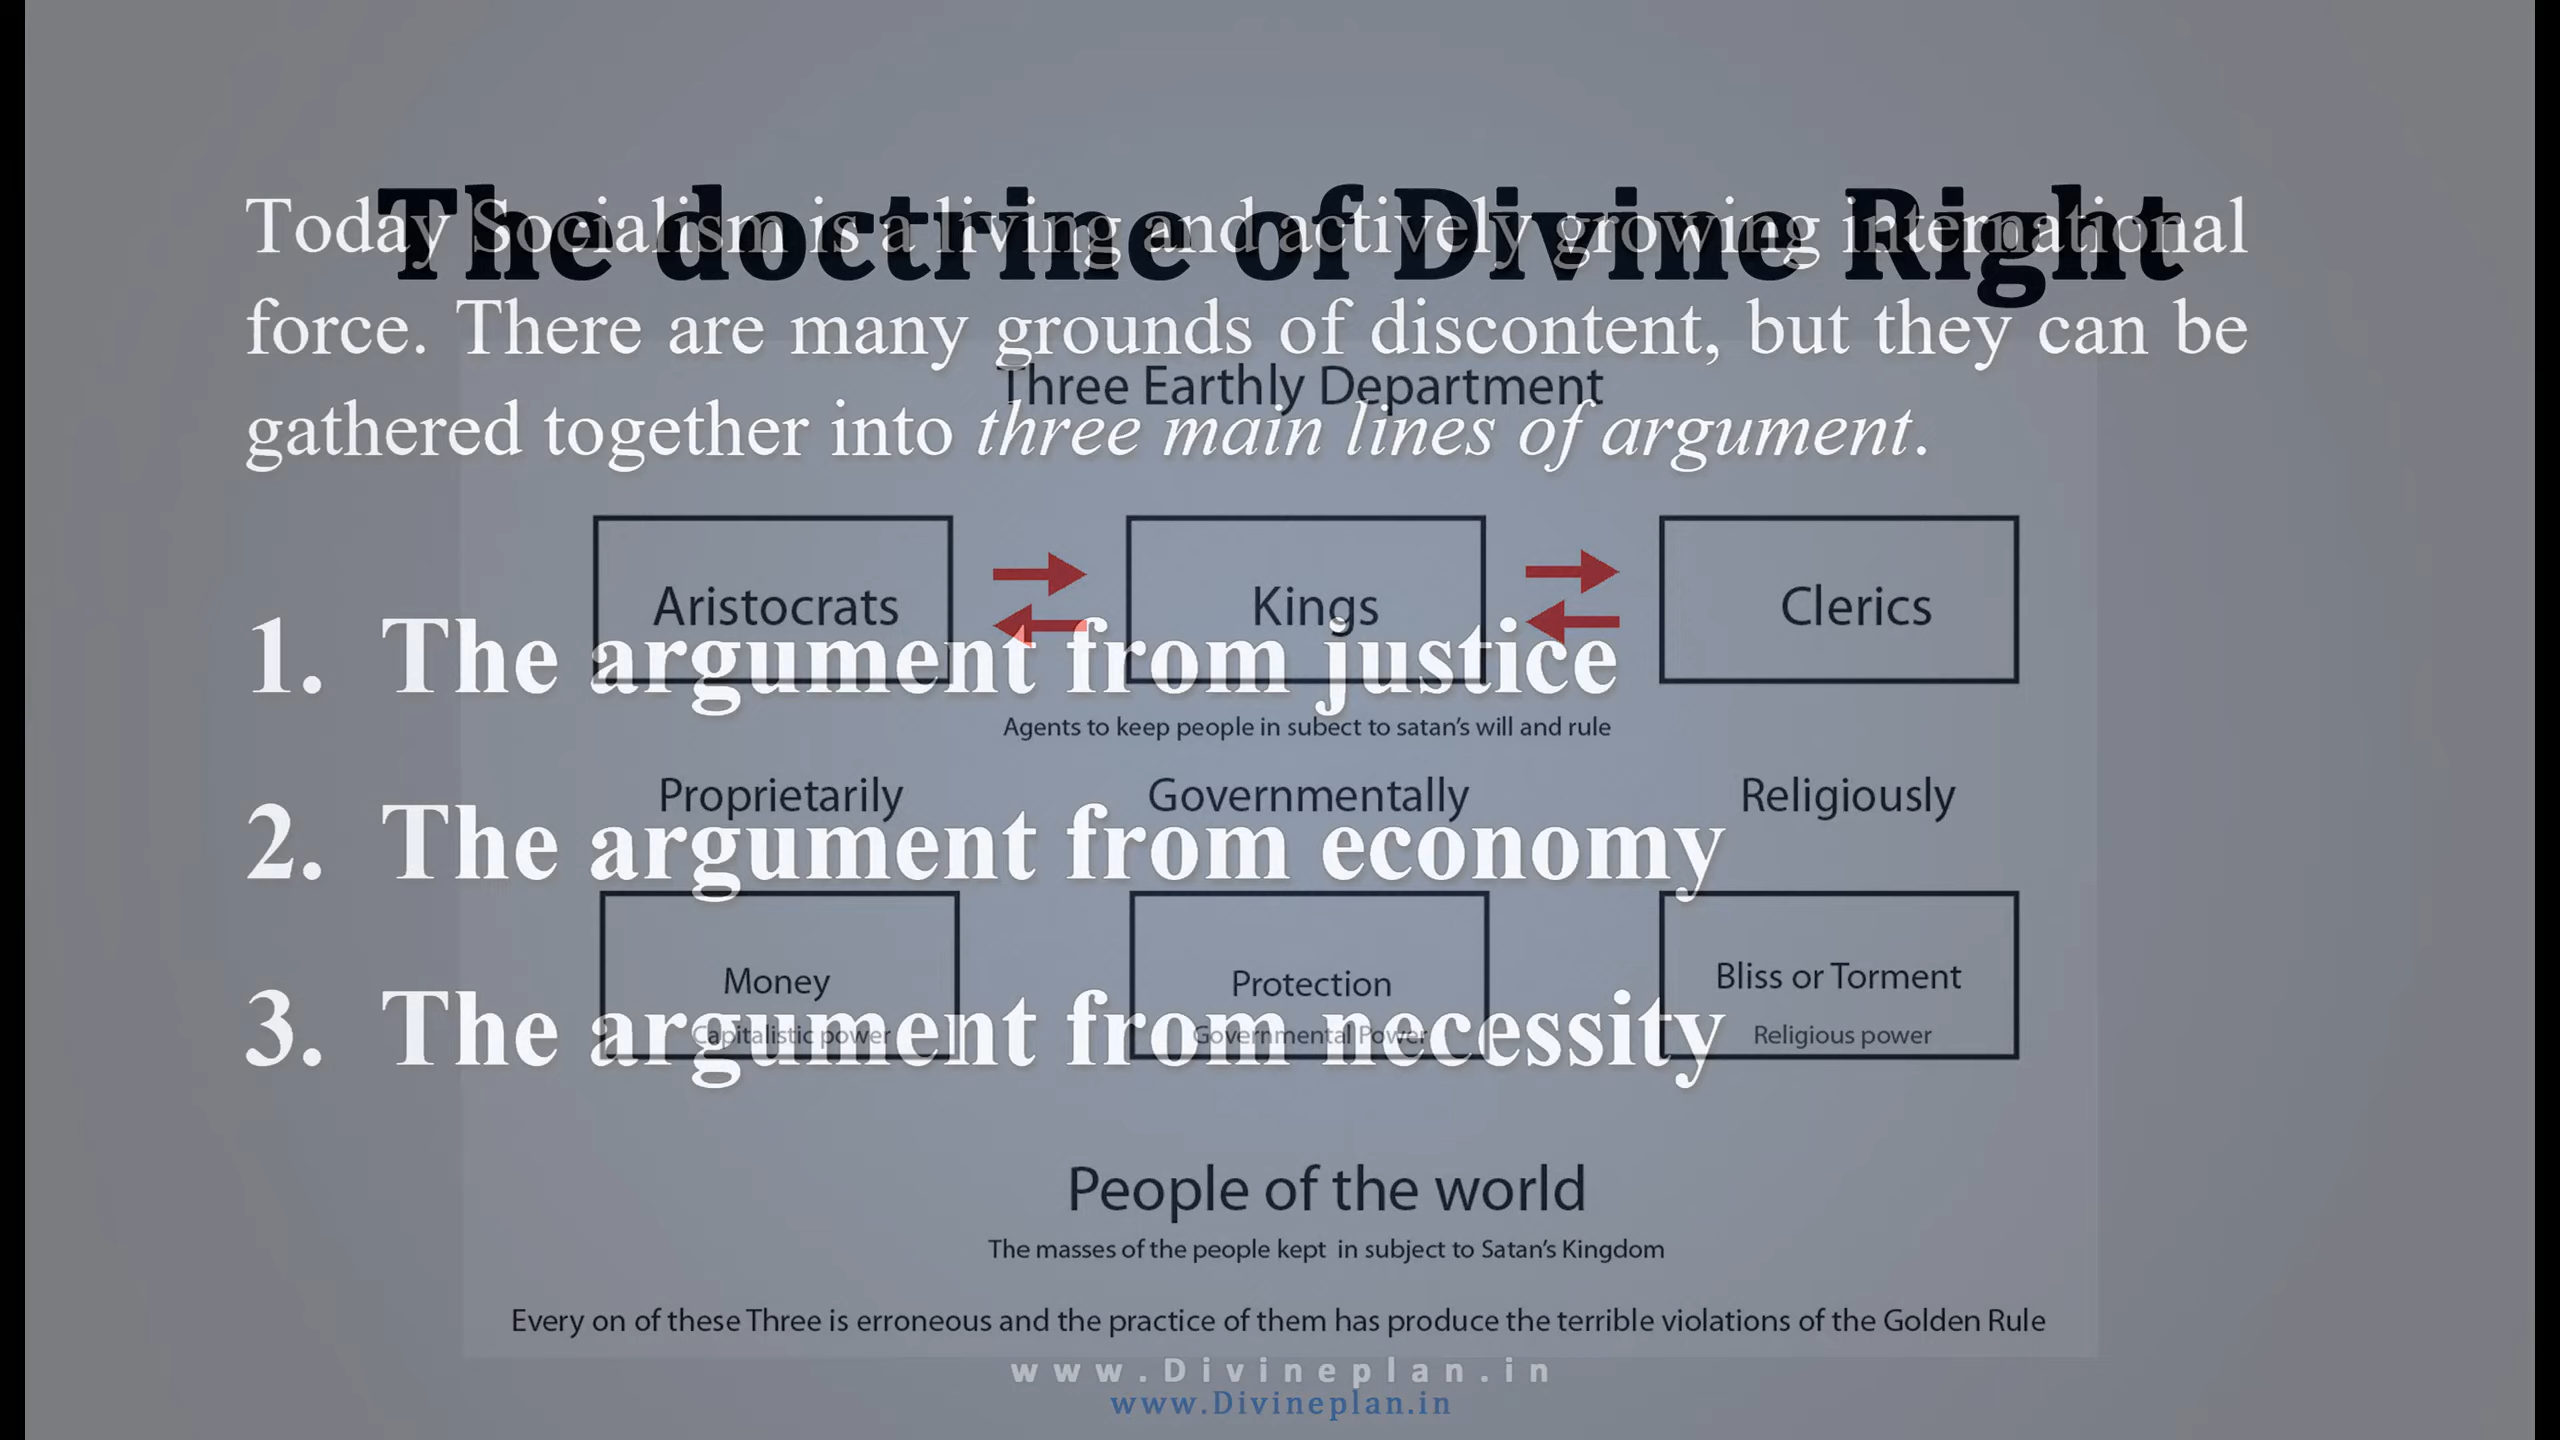 The doctrine of Divine Right
Today Socialism is a living and actively growing international
force. There are many grounds of discontent, but they can be
Three Earthly Department
gathered together into three main lines of argument.
Aristocrats Kings Clerics
1. The argument from justice
Agents to keep people in subect to satan's will and rule
Proprietarily Governmentally Religiously
2. The argument from economy
Money Protection Bliss or Torment
Capitalistic power Governmental Power Religious power
3. The argument from necessity
People of the world
The masses of the people kept in subject to Satan's Kingdom
Every on of these Three is erroneous and the practice of them has produce the terrible violations of the Golden Rule
www.Divineplan.in
www.Divineplan.in